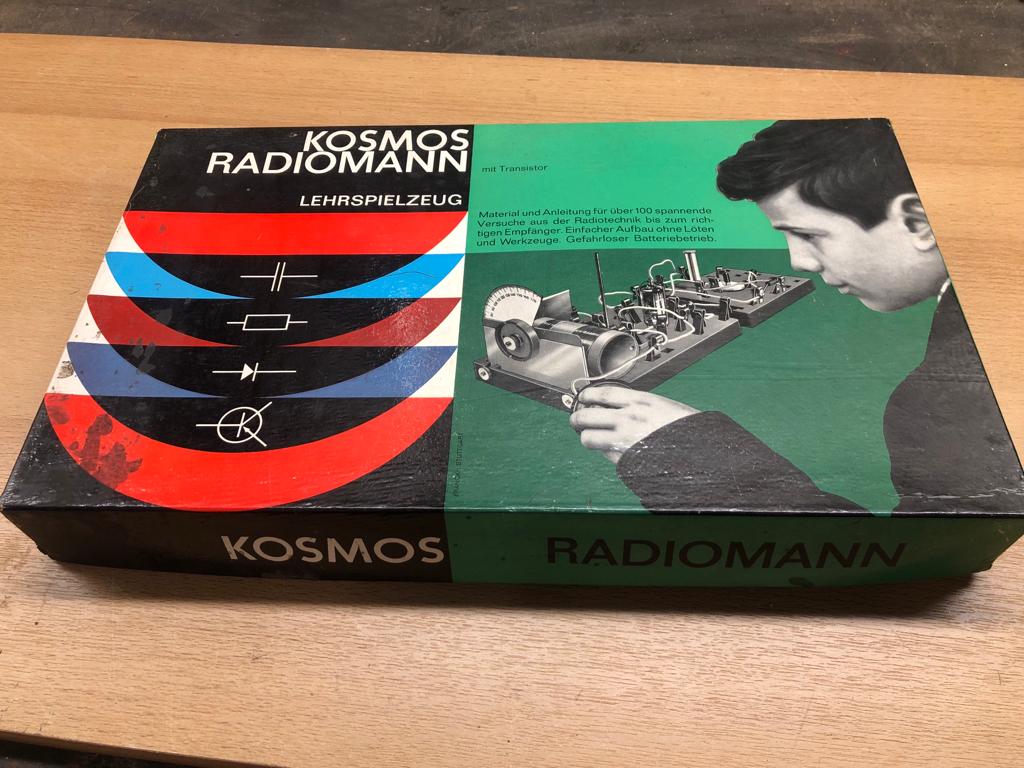 KOSMOS
RADIOMANN
LEHRSPIELZEUG
mit Transistor
Material und Anleitung für über 100 spannende
Versuche aus der Radiotechnik bis zum rich-
tigen Empfänger. Einfacher Aufbau ohne Löten
und Werkzeuge. Gefahrloser Batteriebetrieb.
KOSMOS
RADIOMANN